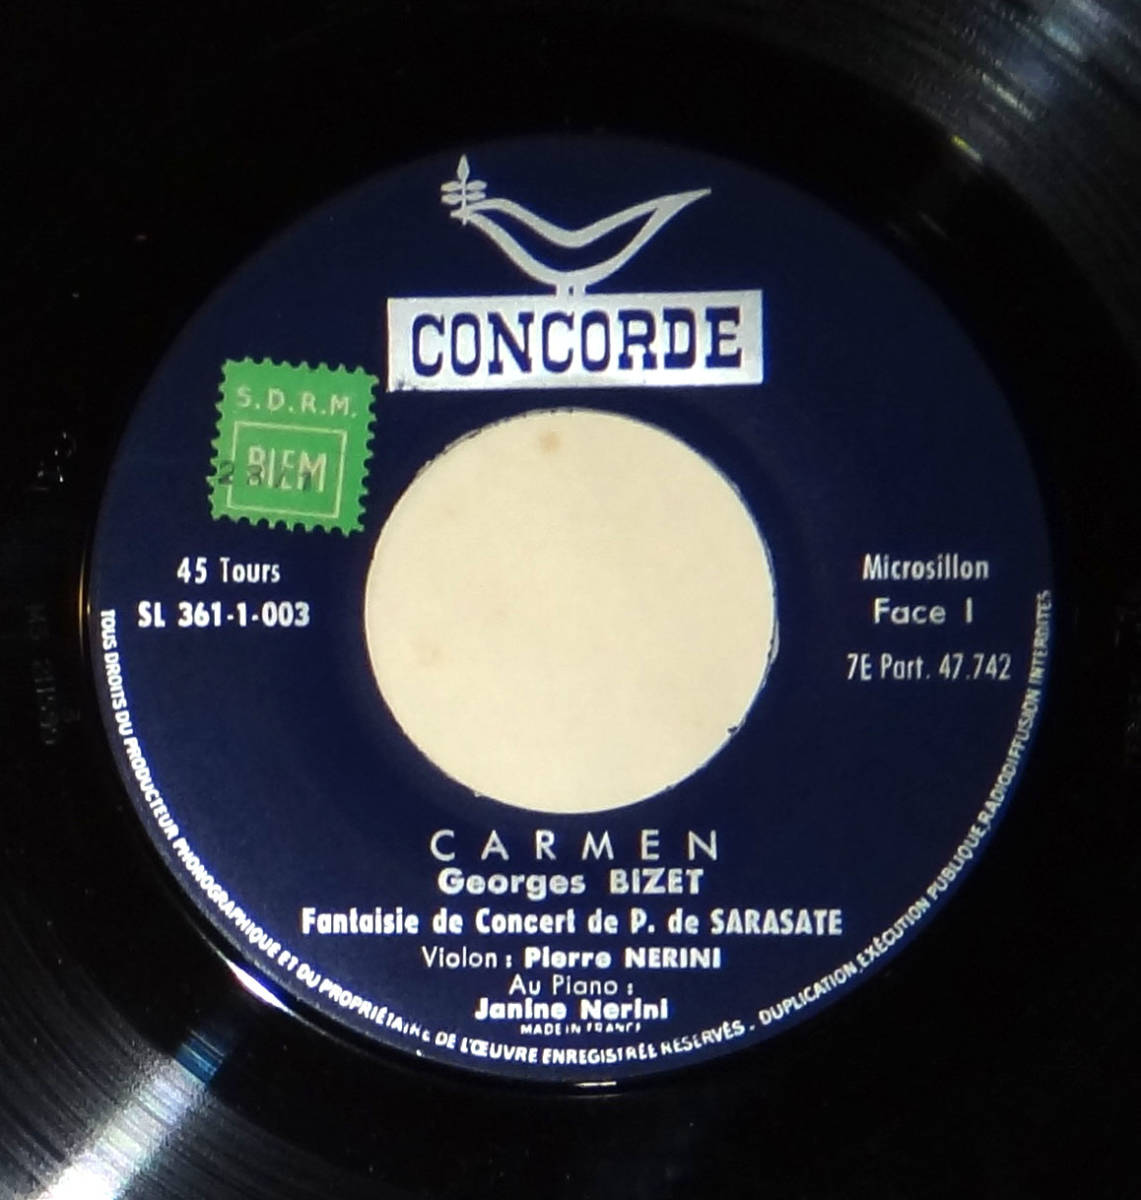 CONCORDE
S.D.R.M.
BIEM
45 Tours
SL 361-1-003
Microsillon
Face I
7E Part. 47.742
CARMEN
Georges BIZET
Fantaisie de Concert de P. de SARASATE
Violon : Pierre NERINI
Au Piano :
Janine Nerini
MADE IN FRANCE
TOUS DROITS DU PRODUCTEUR PHONOGRAPHIQUE ET DU PROPRIÉTAIRE DE L'ŒUVRE ENREGISTRÉE RÉSERVÉS. DUPLICATION, EXÉCUTION PUBLIQUE, RADIODIFFUSION INTERDITES